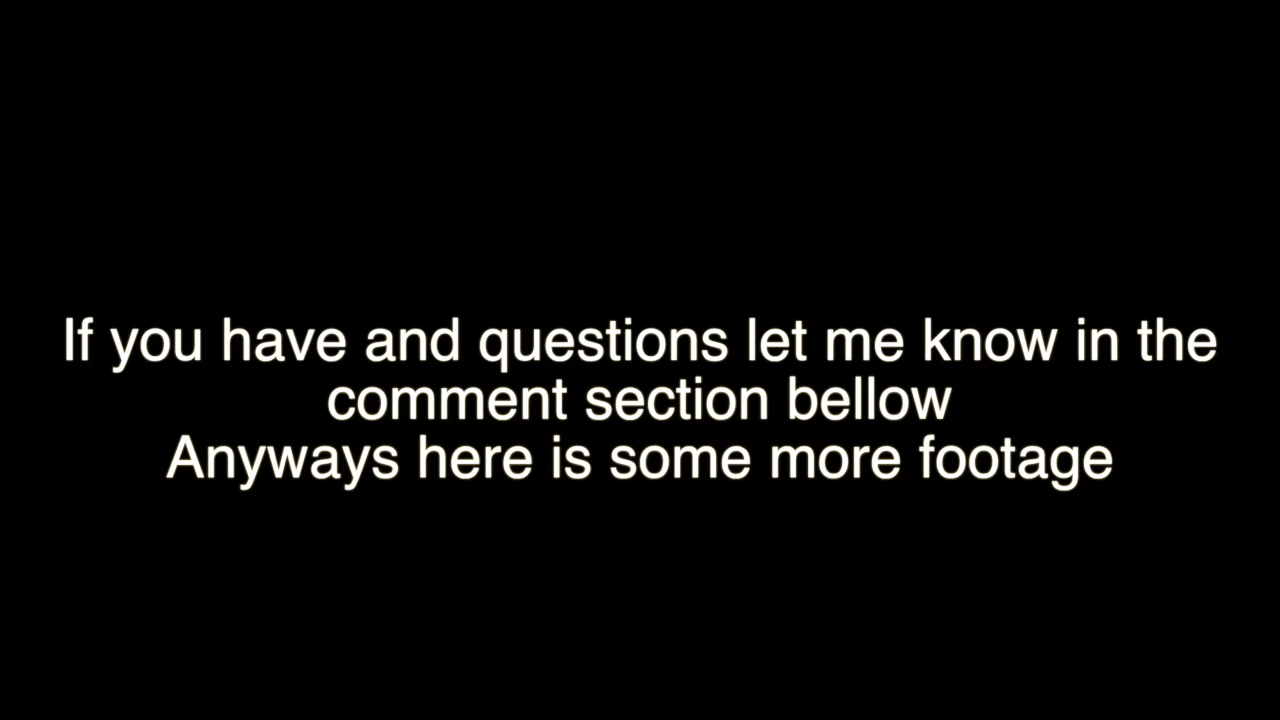 If you have and questions let me know in the
comment section bellow
Anyways here is some more footage